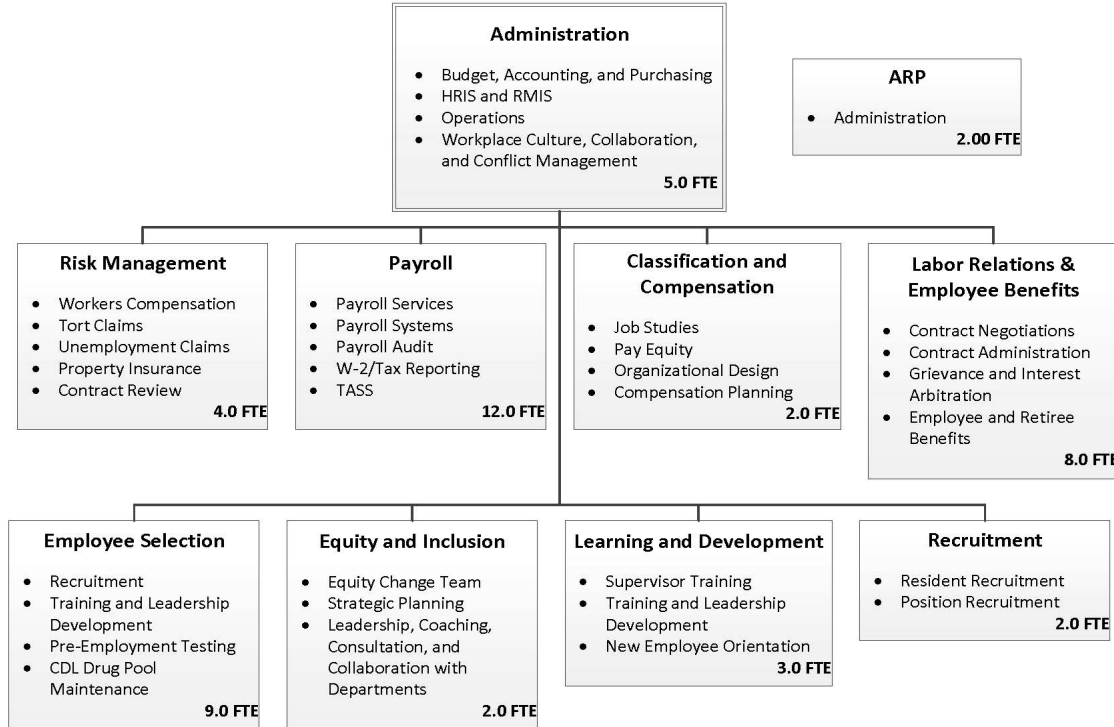 Administration
• Budget, Accounting, and Purchasing
• HRIS and RMIS
• Operations
• Workplace Culture, Collaboration,
and Conflict Management
5.0 FTE
ARP
• Administration
2.00 FTE
Risk Management
• Workers Compensation
• Tort Claims
• Unemployment Claims
• Property Insurance
• Contract Review
4.0 FTE
Payroll
• Payroll Services
• Payroll Systems
• Payroll Audit
• W-2/Tax Reporting
• TASS
12.0 FTE
Classification and
Compensation
• Job Studies
• Pay Equity
• Organizational Design
• Compensation Planning
2.0 FTE
Labor Relations &
Employee Benefits
• Contract Negotiations
• Contract Administration
• Grievance and Interest
Arbitration
• Employee and Retiree
Benefits
8.0 FTE
Employee Selection
• Recruitment
• Training and Leadership
Development
• Pre-Employment Testing
• CDL Drug Pool
Maintenance
9.0 FTE
Equity and Inclusion
• Equity Change Team
• Strategic Planning
• Leadership, Coaching,
Consultation, and
Collaboration with
Departments
2.0 FTE
Learning and Development
• Supervisor Training
• Training and Leadership
Development
• New Employee Orientation
3.0 FTE
Recruitment
• Resident Recruitment
• Position Recruitment
2.0 FTE